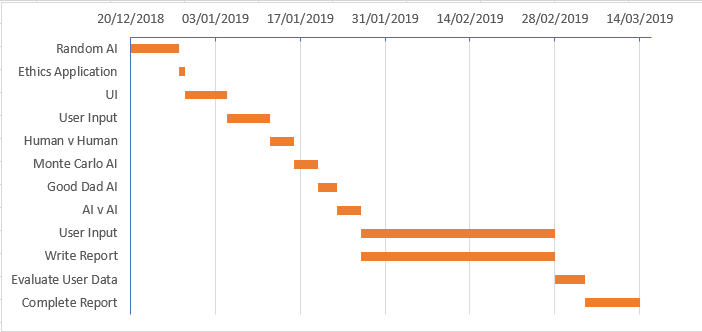 20/12/2018 03/01/2019 17/01/2019 31/01/2019 14/02/2019 28/02/2019 14/03/2019
Random AI
Ethics Application
UI
User Input
Human v Human
Monte Carlo AI
Good Dad AI
AI v AI
User Input
Write Report
Evaluate User Data
Complete Report